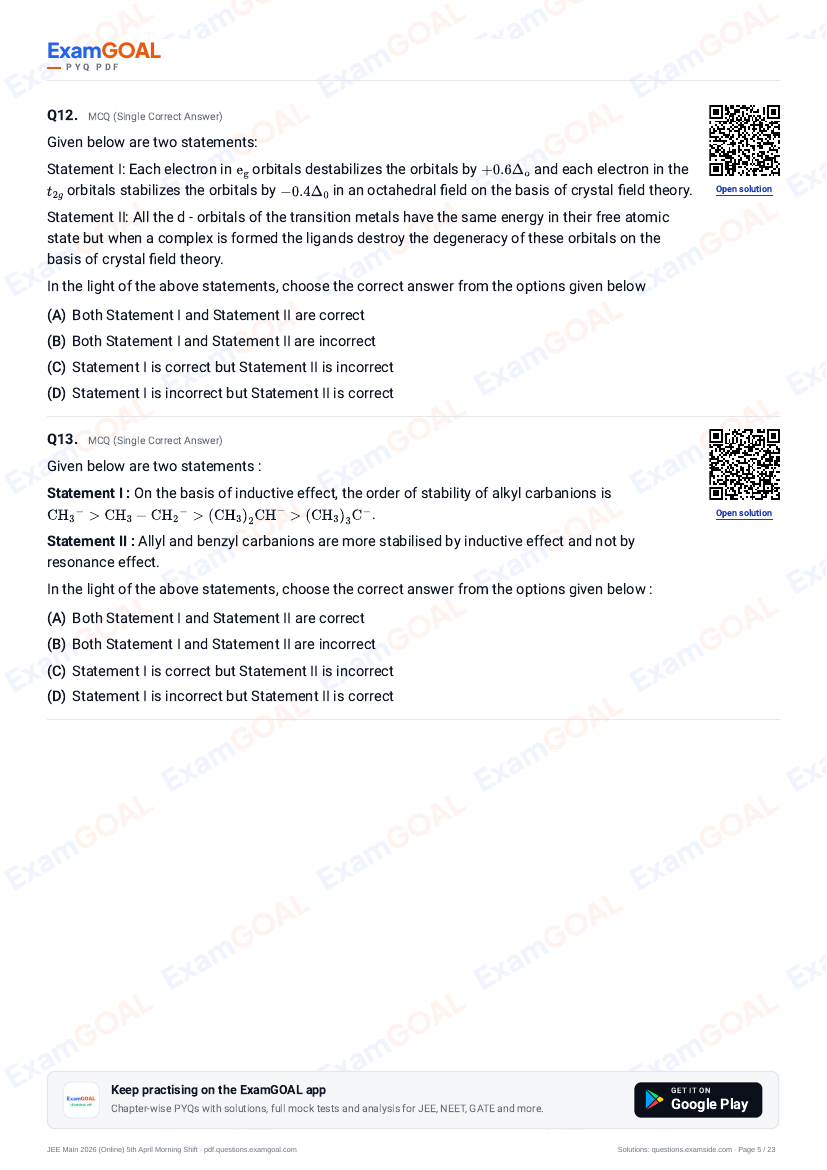 ExamGOAL
PYQ PDF
Q12. MCQ (Single Correct Answer)
Given below are two statements:
Statement I: Each electron in e_g orbitals destabilizes the orbitals by +0.6Δ_o and each electron in the
t_{2g} orbitals stabilizes the orbitals by −0.4Δ_0 in an octahedral field on the basis of crystal field theory.
Open solution
Statement II: All the d - orbitals of the transition metals have the same energy in their free atomic
state but when a complex is formed the ligands destroy the degeneracy of these orbitals on the
basis of crystal field theory.
In the light of the above statements, choose the correct answer from the options given below
(A) Both Statement I and Statement II are correct
(B) Both Statement I and Statement II are incorrect
(C) Statement I is correct but Statement II is incorrect
(D) Statement I is incorrect but Statement II is correct
Q13. MCQ (Single Correct Answer)
Given below are two statements :
Statement I : On the basis of inductive effect, the order of stability of alkyl carbanions is
CH₃⁻ > CH₃ − CH₂⁻ > (CH₃)₂CH⁻ > (CH₃)₃C⁻.
Open solution
Statement II : Allyl and benzyl carbanions are more stabilised by inductive effect and not by
resonance effect.
In the light of the above statements, choose the correct answer from the options given below :
(A) Both Statement I and Statement II are correct
(B) Both Statement I and Statement II are incorrect
(C) Statement I is correct but Statement II is incorrect
(D) Statement I is incorrect but Statement II is correct
ExamGOAL
Keep practising on the ExamGOAL app
Chapter-wise PYQs with solutions, full mock tests and analysis for JEE, NEET, GATE and more.
GET IT ON
Google Play
JEE Main 2026 (Online) 5th April Morning Shift · pdf.questions.examgoal.com
Solutions: questions.examside.com · Page 5 / 23